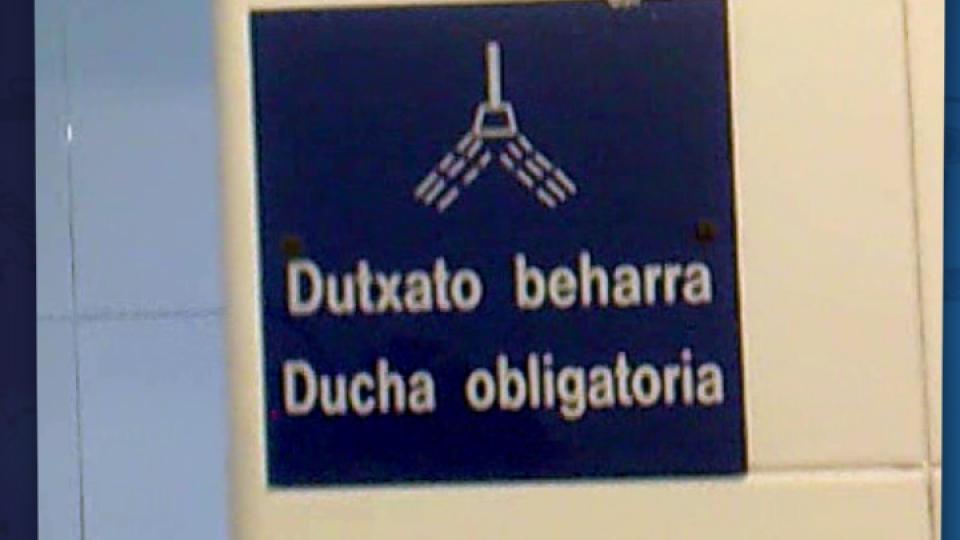 Dutxato beharra
Ducha obligatoria